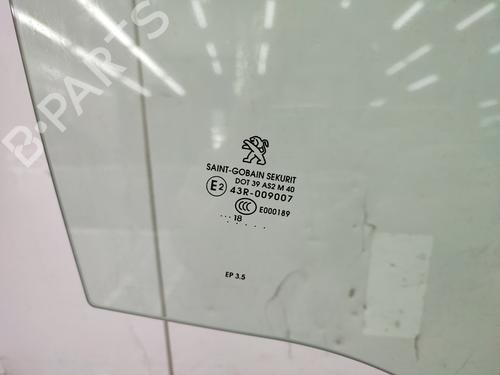 B-PARTS
SAINT-GOBAIN SEKURIT
DOT 39 AS2 M 40
E2 43R-009007
CCC E000189
.. 18 ...
EP 3.5